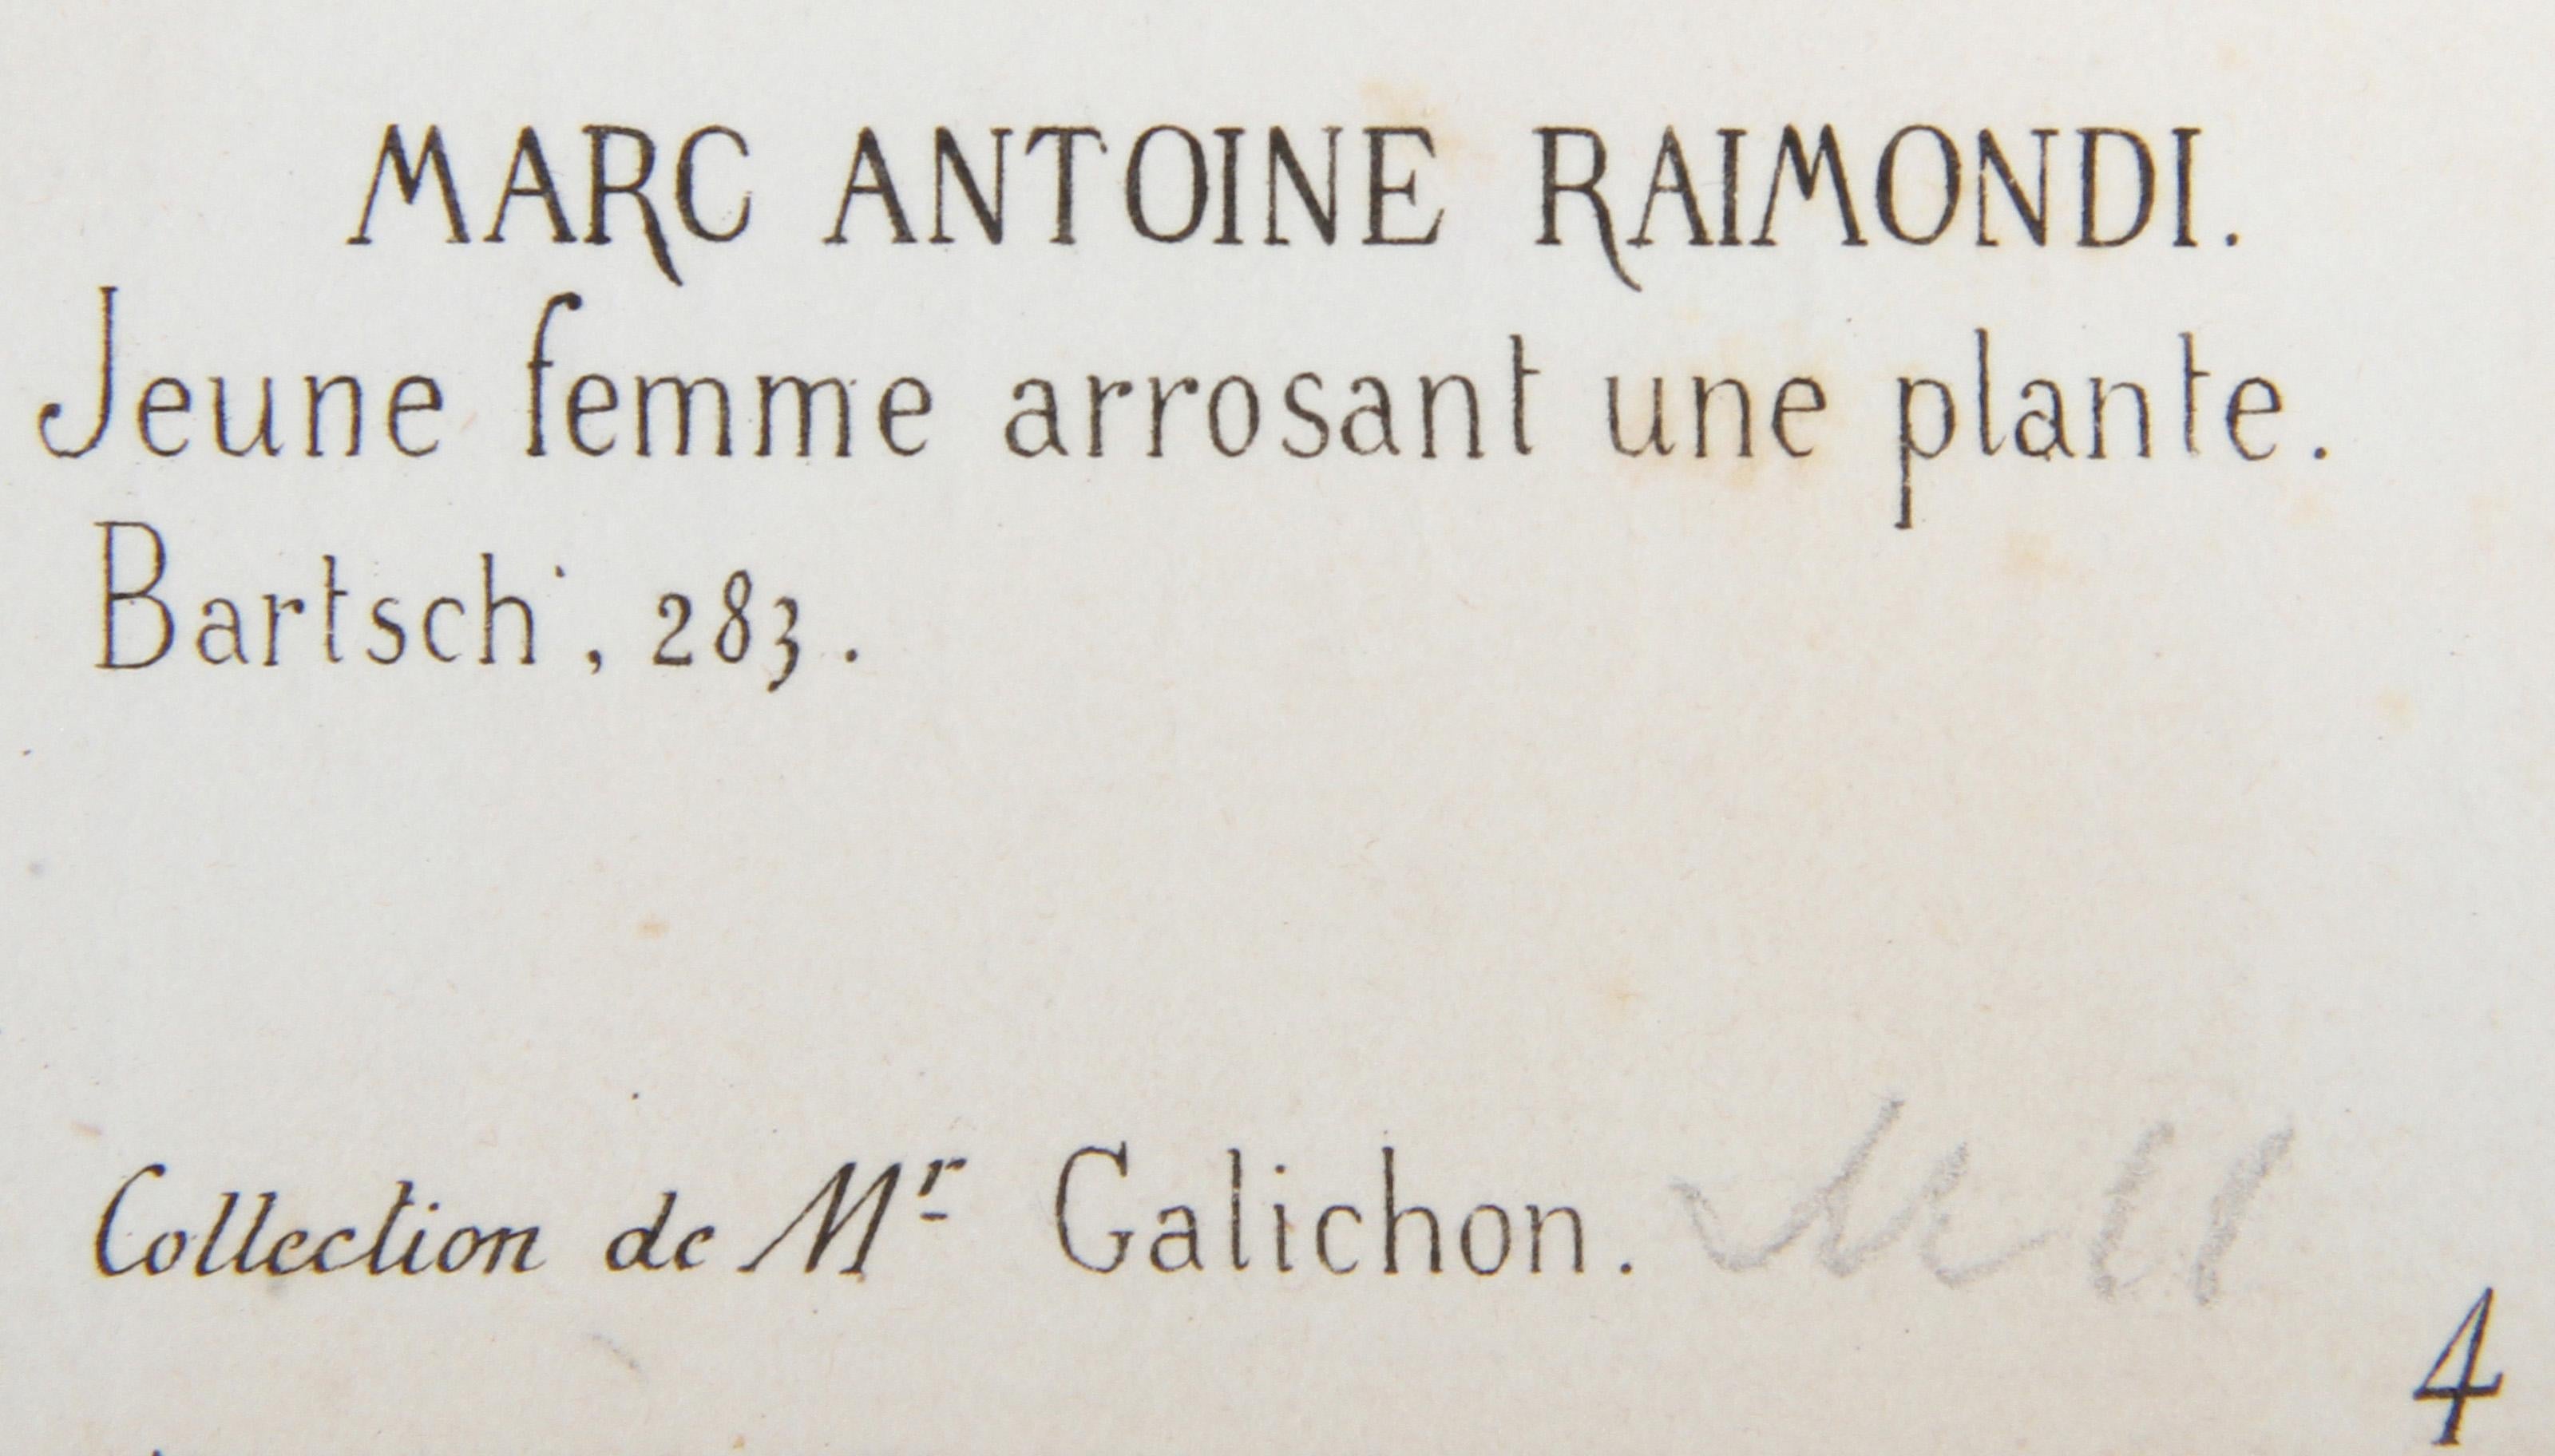 MARC ANTOINE RAIMONDI.
Jeune femme arrosant une plante.
Bartsch, 283.
Collection de Mr Galichon.
4